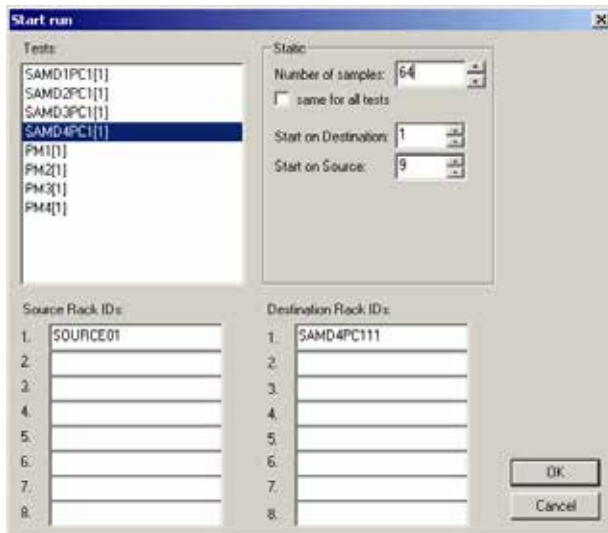 Start run
Tests:
SAMD1PC1[1]
SAMD2PC1[1]
SAMD3PC1[1]
SAMD4PC1[1]
PM1[1]
PM2[1]
PM3[1]
PM4[1]
Static
Number of samples: 64
same for all tests
Start on Destination: 1
Start on Source: 9
Source Rack IDs:
1. SOURCE01
2.
3.
4.
5.
6.
7.
8.
Destination Rack IDs:
1. SAMD4PC111
2.
3.
4.
5.
6.
7.
8.
OK
Cancel